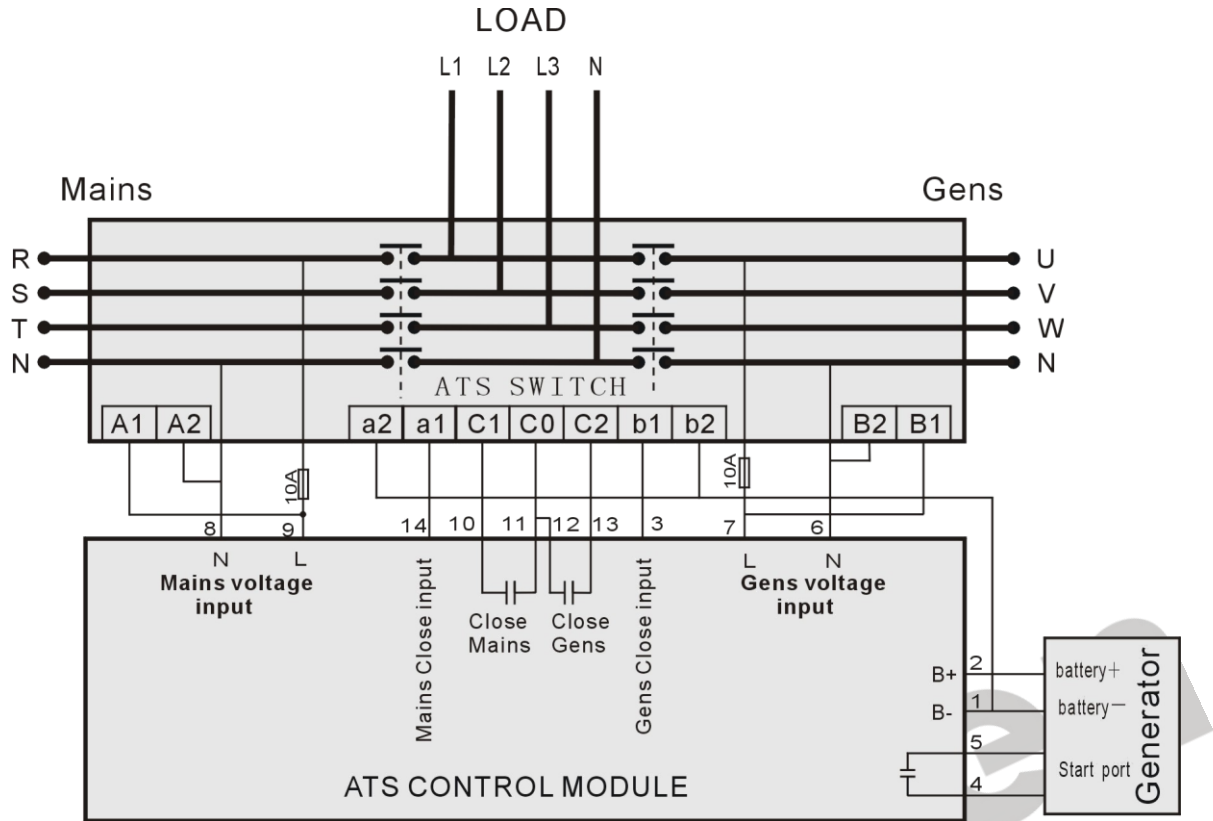 LOAD
L1 L2 L3 N
Mains
Gens
R
S
T
N
U
V
W
N
ATS SWITCH
A1 A2 a2 a1 C1 C0 C2 b1 b2 B2 B1
10A
10A
8 9 14 10 11 12 13 3 7 6
N L
Mains voltage
input
Mains Close input
Close
Mains
Close
Gens
Gens Close input
L N
Gens voltage
input
B+ 2
B- 1
5
4
battery+
battery−
Start port
Generator
ATS CONTROL MODULE